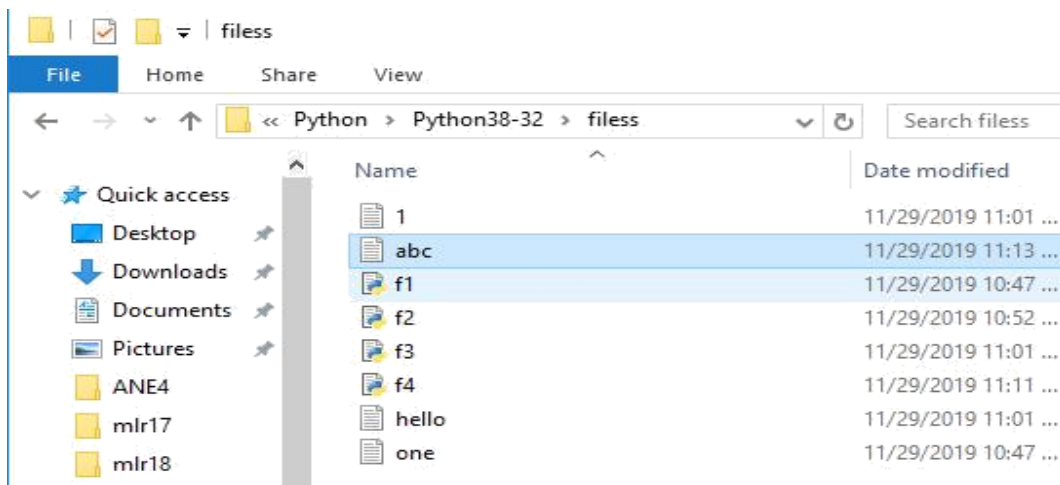 filess
File Home Share View
« Python > Python38-32 > filess Search filess
Name Date modified
Quick access
Desktop
Downloads
Documents
Pictures
ANE4
mlr17
mlr18
1 11/29/2019 11:01 ...
abc 11/29/2019 11:13 ...
f1 11/29/2019 10:47 ...
f2 11/29/2019 10:52 ...
f3 11/29/2019 11:01 ...
f4 11/29/2019 11:11 ...
hello 11/29/2019 11:01 ...
one 11/29/2019 10:47 ...